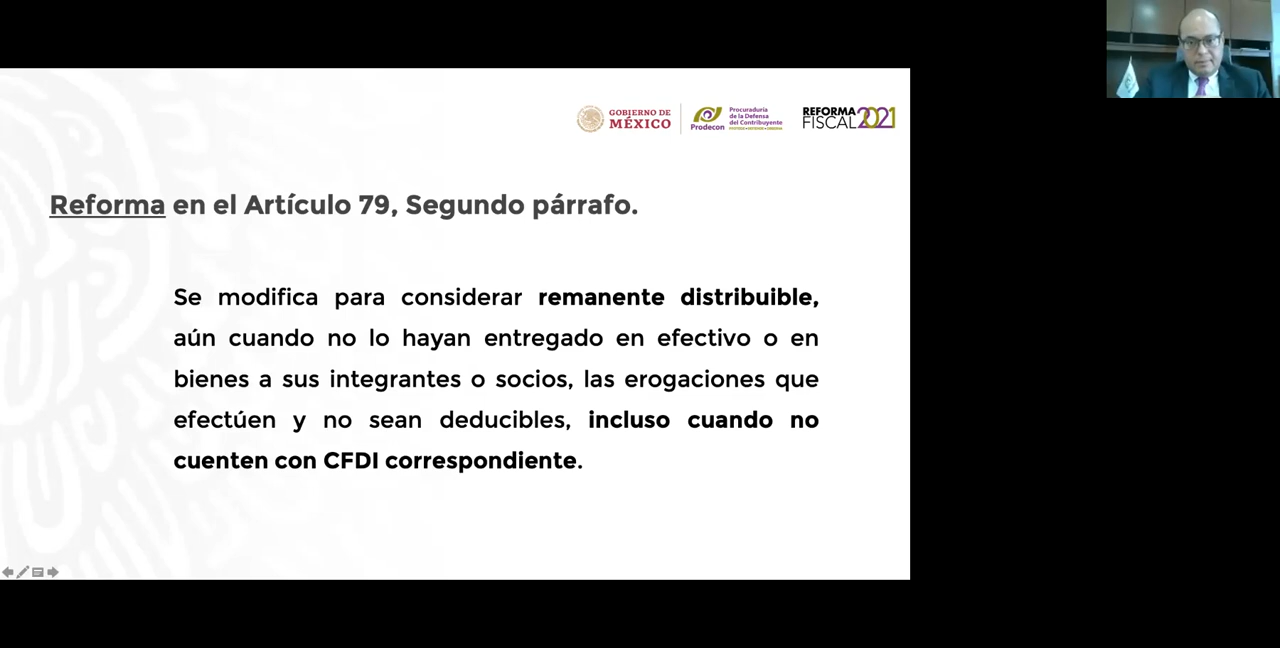 GOBIERNO DE
MÉXICO
Prodecon
Procuraduría
de la Defensa
del Contribuyente
REFORMA
FISCAL 2021
Reforma en el Artículo 79, Segundo párrafo.
Se modifica para considerar remanente distribuible,
aún cuando no lo hayan entregado en efectivo o en
bienes a sus integrantes o socios, las erogaciones que
efectúen y no sean deducibles, incluso cuando no
cuenten con CFDI correspondiente.